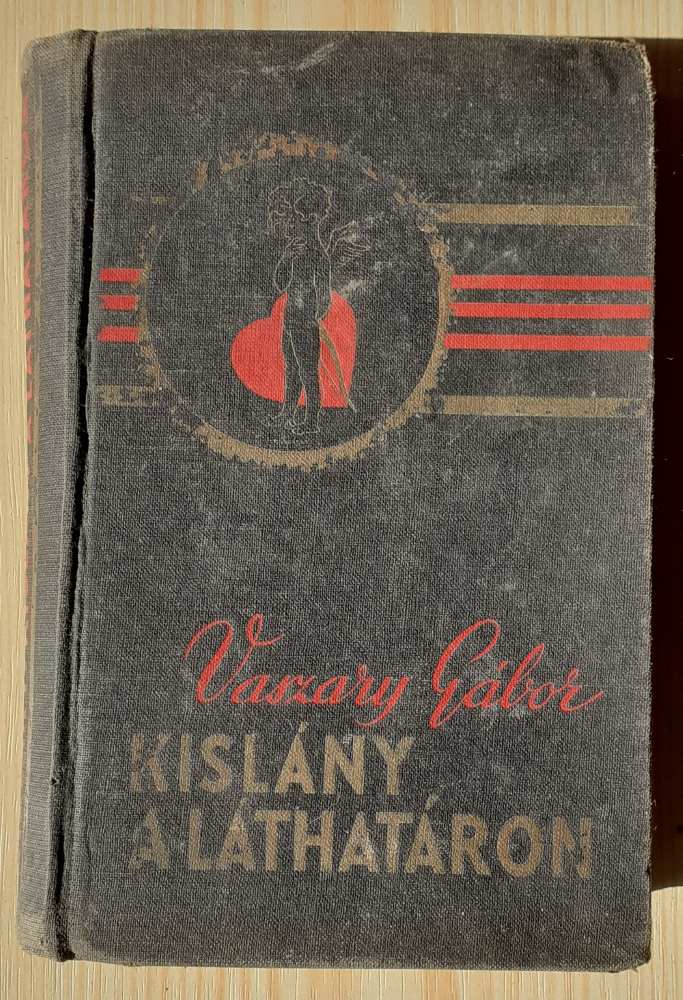 Vaszary Gábor
KISLÁNY
A LÁTHATÁRON